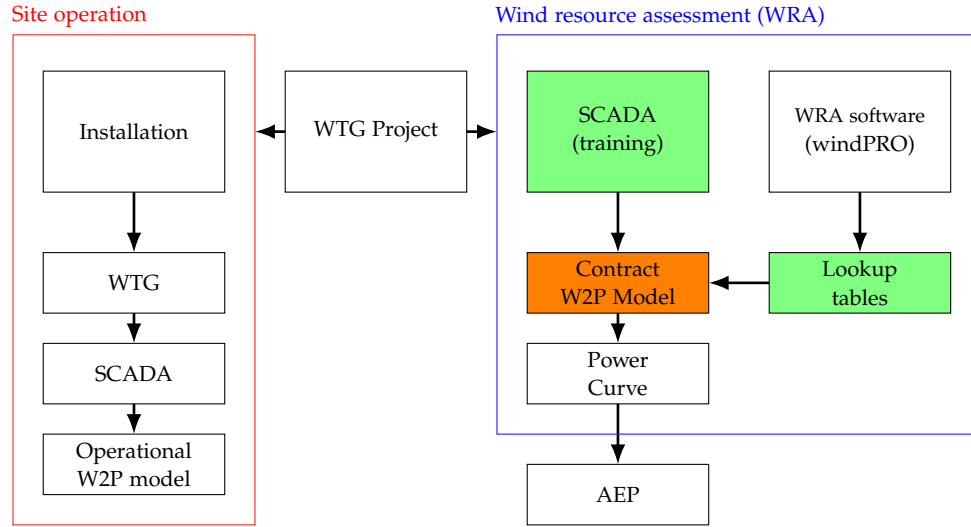 Site operation
Wind resource assessment (WRA)
Installation
WTG Project
SCADA
(training)
WRA software
(windPRO)
WTG
Contract
W2P Model
Lookup
tables
SCADA
Power
Curve
Operational
W2P model
AEP